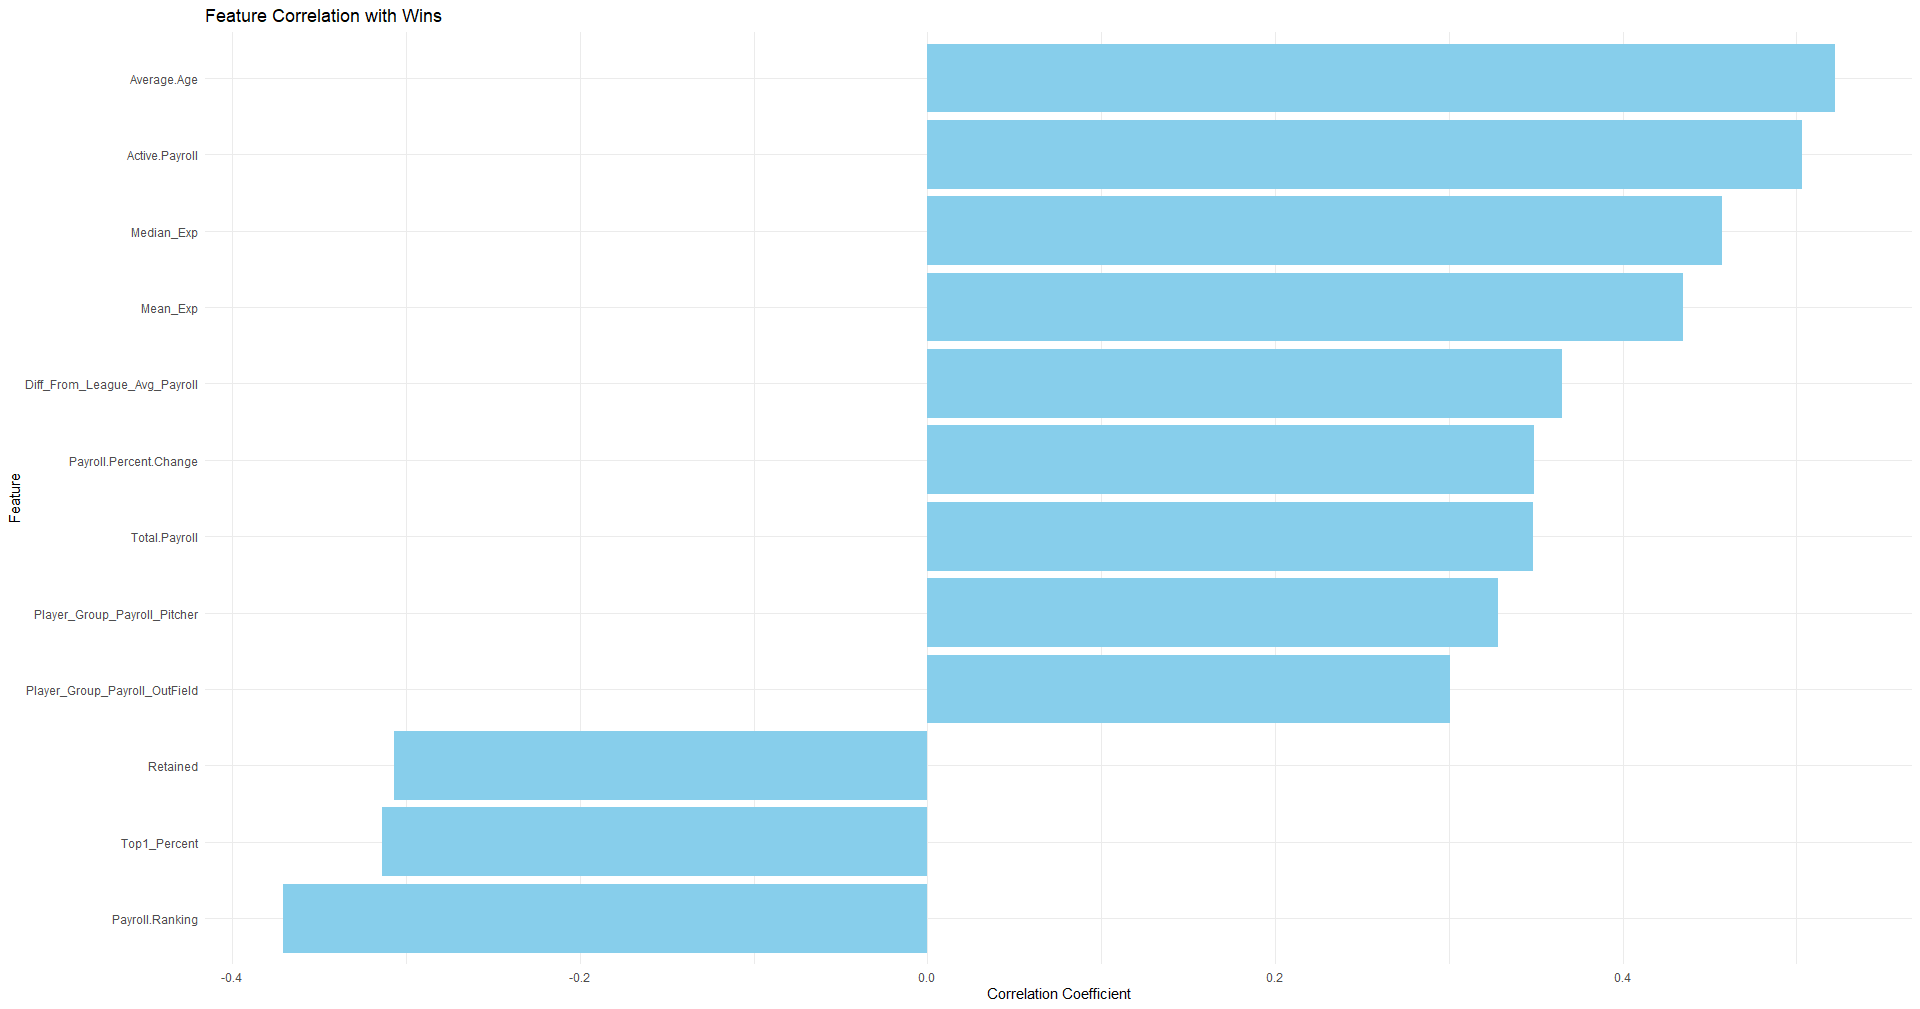 Feature Correlation with Wins
Feature
Average.Age
Active.Payroll
Median_Exp
Mean_Exp
Diff_From_League_Avg_Payroll
Payroll.Percent.Change
Total.Payroll
Player_Group_Payroll_Pitcher
Player_Group_Payroll_OutField
Retained
Top1_Percent
Payroll.Ranking
-0.4 -0.2 0.0 0.2 0.4
Correlation Coefficient